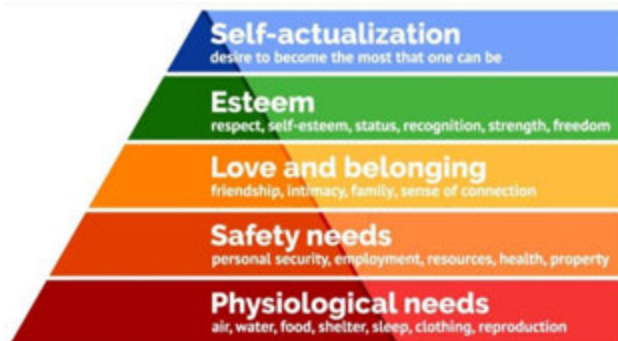 Self-actualization
desire to become the most that one can be
Esteem
respect, self-esteem, status, recognition, strength, freedom
Love and belonging
friendship, intimacy, family, sense of connection
Safety needs
personal security, employment, resources, health, property
Physiological needs
air, water, food, shelter, sleep, clothing, reproduction